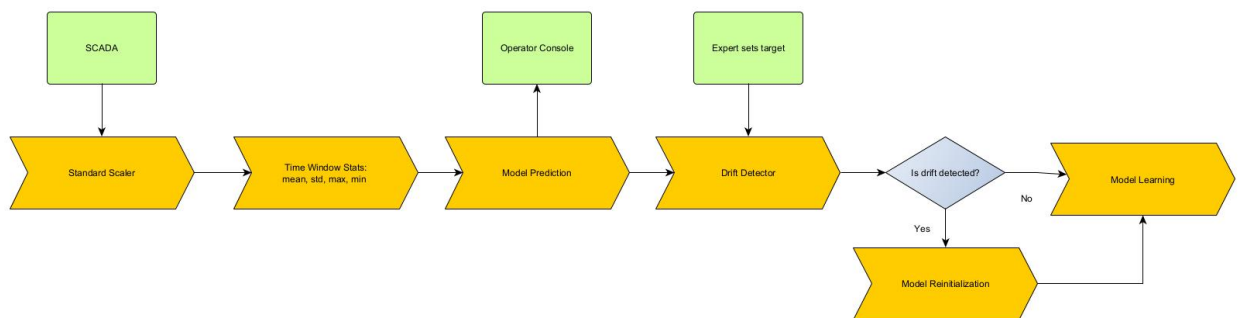 SCADA
Operator Console
Expert sets target
Standard Scaler
Time Window Stats:
mean, std, max, min
Model Prediction
Drift Detector
Is drift detected?
No
Model Learning
Yes
Model Reinitialization